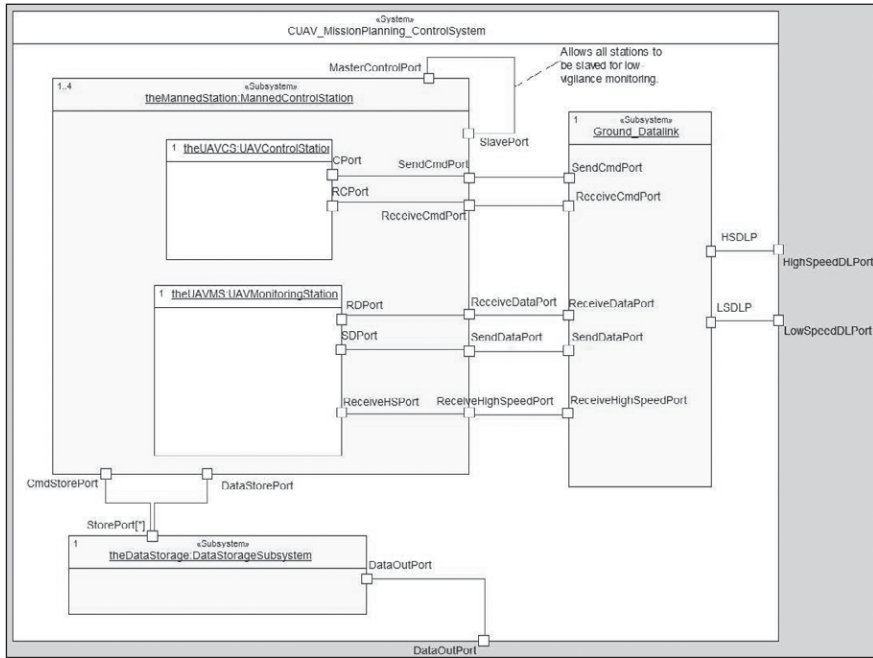 «System»
CUAV_MissionPlanning_ControlSystem
Allows all stations to
be slaved for low
vigilance monitoring.
MasterControlPort
1..4
«Subsystem»
theMannedStation:MannedControlStation
SlavePort
1
«Subsystem»
Ground_Datalink
1
theUAVCS:UAVControlStation
CPort
SendCmdPort
SendCmdPort
RCPort
ReceiveCmdPort
ReceiveCmdPort
HSDLP
HighSpeedDLPort
1
theUAVMS:UAVMonitoringStation
RDPort
ReceiveDataPort
ReceiveDataPort
LSDLP
LowSpeedDLPort
SDPort
SendDataPort
SendDataPort
ReceiveHSPort
ReceiveHighSpeedPort
ReceiveHighSpeedPort
CmdStorePort
DataStorePort
StorePort[*]
1
«Subsystem»
theDataStorage:DataStorageSubsystem
DataOutPort
DataOutPort